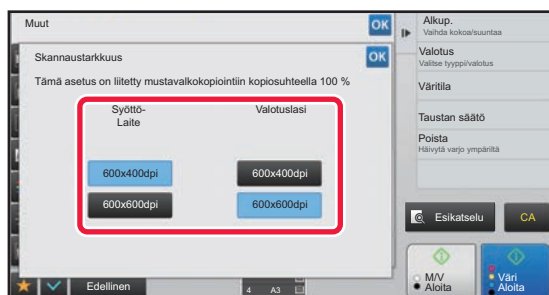 Muut
OK
Skannaustarkkuus
OK
Tämä asetus on liitetty mustavalkokopiointiin kopiosuhteella 100 %
Syöttö-
Laite
Valotuslasi
600x400dpi
600x400dpi
600x600dpi
600x600dpi
Edellinen
4 A3
Alkup.
Vaihda kokoa/suuntaa
Valotus
Valitse tyyppi/valotus
Väritila
Taustan säätö
Poista
Häivytä varjo ympäriltä
Esikatselu
CA
M/V
Aloita
Väri
Aloita